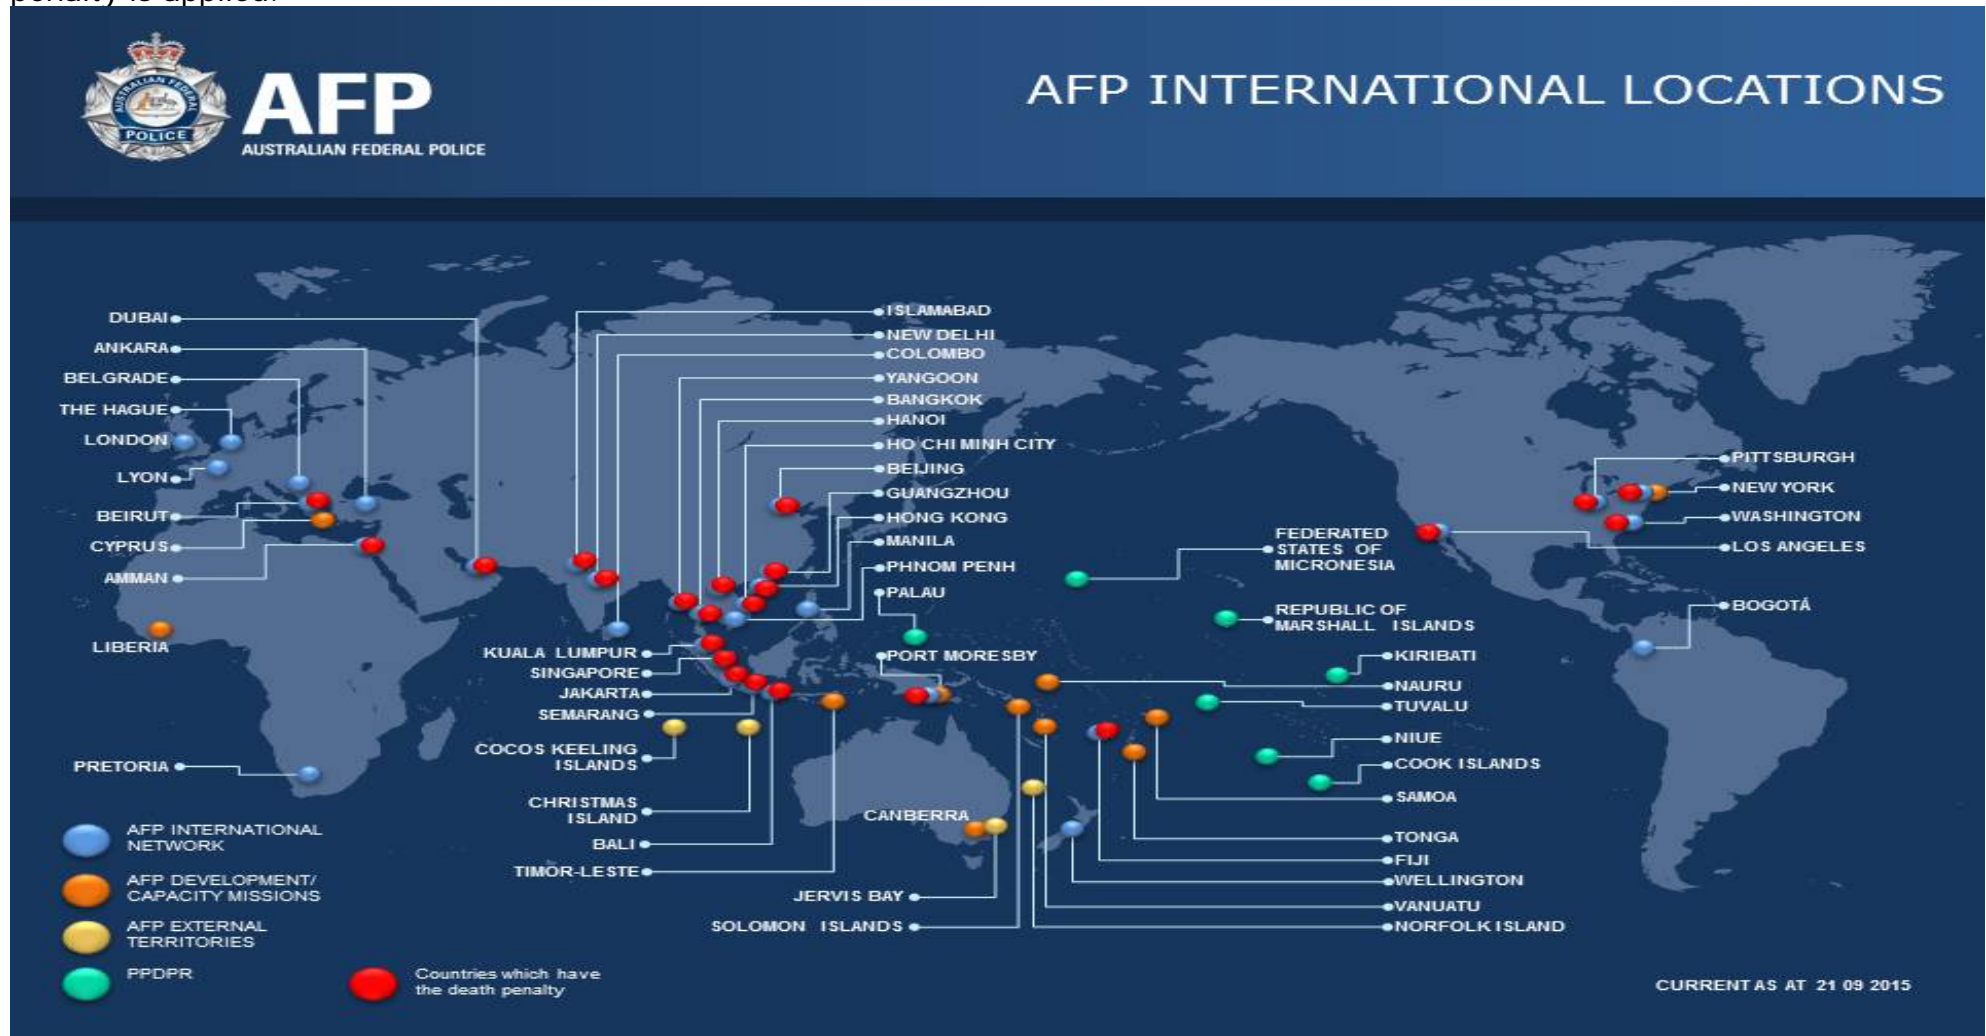 penalty is applied.
AFP
AUSTRALIAN FEDERAL POLICE
AUSTRALIAN FEDERAL
POLICE
AFP INTERNATIONAL LOCATIONS
DUBAI
ANKARA
BELGRADE
THE HAGUE
LONDON
LYON
BEIRUT
CYPRUS
AMMAN
LIBERIA
PRETORIA
ISLAMABAD
NEW DELHI
COLOMBO
YANGOON
BANGKOK
HANOI
HO CHI MINH CITY
BEIJING
GUANGZHOU
HONG KONG
MANILA
PHNOM PENH
PALAU
PORT MORESBY
KUALA LUMPUR
SINGAPORE
JAKARTA
SEMARANG
COCOS KEELING
ISLANDS
CHRISTMAS
ISLAND
BALI
TIMOR-LESTE
CANBERRA
JERVIS BAY
SOLOMON ISLANDS
FEDERATED
STATES OF
MICRONESIA
REPUBLIC OF
MARSHALL ISLANDS
KIRIBATI
NAURU
TUVALU
NIUE
COOK ISLANDS
SAMOA
TONGA
FIJI
WELLINGTON
VANUATU
NORFOLK ISLAND
PITTSBURGH
NEW YORK
WASHINGTON
LOS ANGELES
BOGOTÁ
AFP INTERNATIONAL
NETWORK
AFP DEVELOPMENT/
CAPACITY MISSIONS
AFP EXTERNAL
TERRITORIES
PPDPR
Countries which have
the death penalty
CURRENT AS AT 21 09 2015